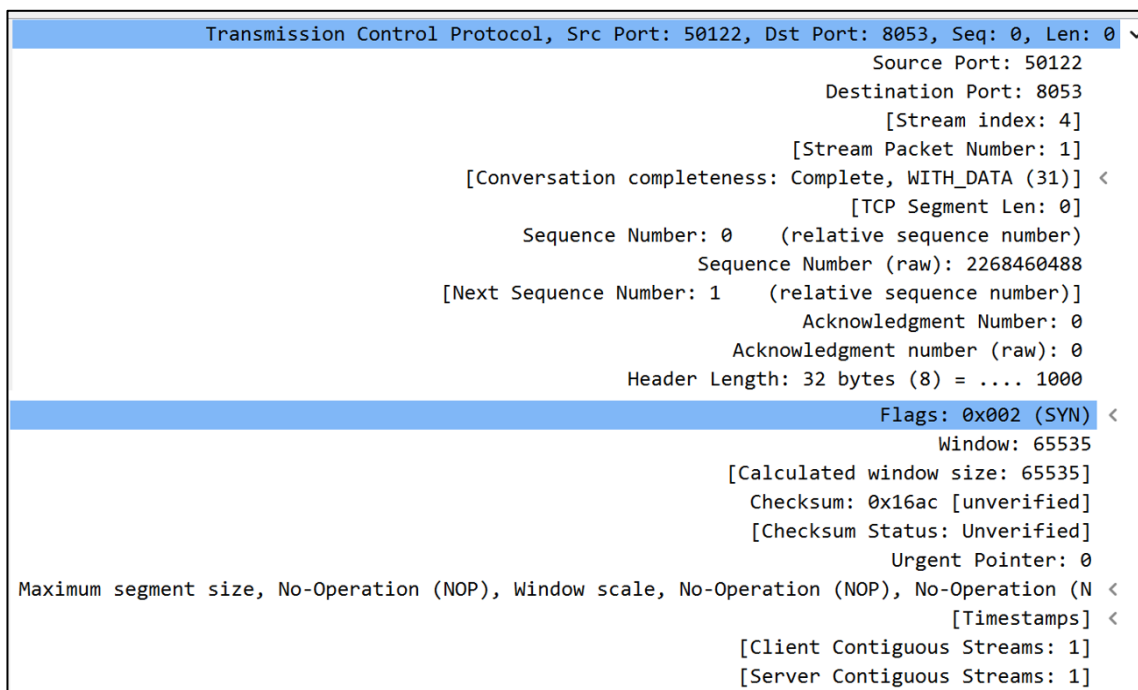 Transmission Control Protocol, Src Port: 50122, Dst Port: 8053, Seq: 0, Len: 0
Source Port: 50122
Destination Port: 8053
[Stream index: 4]
[Stream Packet Number: 1]
[Conversation completeness: Complete, WITH_DATA (31)]
[TCP Segment Len: 0]
Sequence Number: 0    (relative sequence number)
Sequence Number (raw): 2268460488
[Next Sequence Number: 1    (relative sequence number)]
Acknowledgment Number: 0
Acknowledgment number (raw): 0
Header Length: 32 bytes (8) = .... 1000
Flags: 0x002 (SYN)
Window: 65535
[Calculated window size: 65535]
Checksum: 0x16ac [unverified]
[Checksum Status: Unverified]
Urgent Pointer: 0
Maximum segment size, No-Operation (NOP), Window scale, No-Operation (NOP), No-Operation (N
[Timestamps]
[Client Contiguous Streams: 1]
[Server Contiguous Streams: 1]